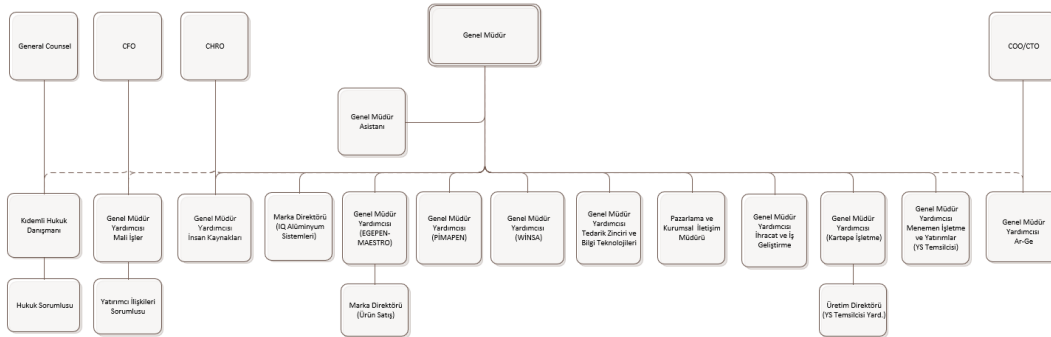 General Counsel
CFO
CHRO
Genel Müdür
COO/CTO
Genel Müdür
Asistanı
Kıdemli Hukuk
Danışmanı
Genel Müdür
Yardımcısı
Mali İşler
Genel Müdür
Yardımcısı
İnsan Kaynakları
Marka Direktörü
(IQ Alüminyum
Sistemleri)
Genel Müdür
Yardımcısı
(EGEPEN-
MAESTRO)
Genel Müdür
Yardımcısı
(PİMAPEN)
Genel Müdür
Yardımcısı
(WİNSA)
Genel Müdür
Yardımcısı
Tedarik Zinciri ve
Bilgi Teknolojileri
Pazarlama ve
Kurumsal İletişim
Müdürü
Genel Müdür
Yardımcısı
İhracat ve İş
Geliştirme
Genel Müdür
Yardımcısı
(Kartepe İşletme)
Genel Müdür
Yardımcısı
Menemen İşletme
ve Yatırımlar
(YS Temsilcisi)
Genel Müdür
Yardımcısı
Ar-Ge
Hukuk Sorumlusu
Yatırımcı İlişkileri
Sorumlusu
Marka Direktörü
(Ürün Satış)
Üretim Direktörü
(YS Temsilcisi Yard.)